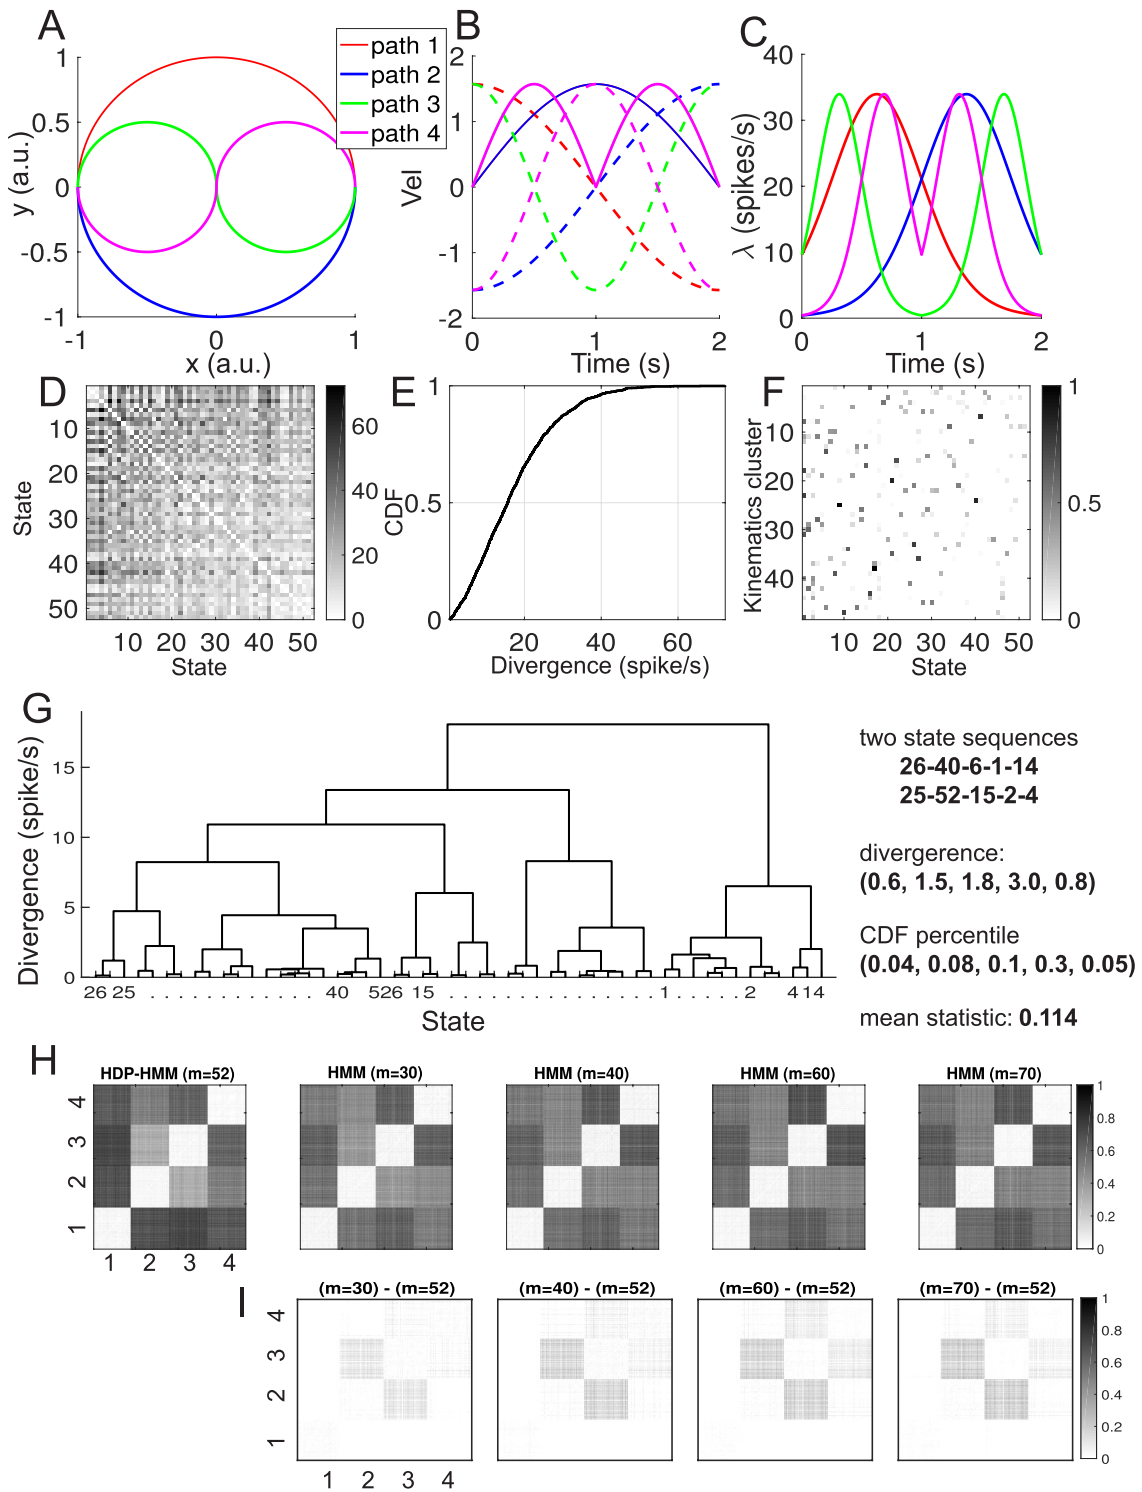 A
B
C
path 1
path 2
path 3
path 4
1
0.5
0
-0.5
-1
y (a.u.)
-1
0
1
x (a.u.)
2
1
0
-1
-2
Vel
0
1
2
Time (s)
40
30
20
10
0
λ (spikes/s)
0
1
2
Time (s)
D
E
F
10
20
30
40
50
State
10 20 30 40 50
State
60
40
20
0
1
0.5
0
CDF
20 40 60
Divergence (spike/s)
10
20
30
40
Kinematics cluster
10 20 30 40 50
State
1
0.5
0
G
15
10
5
0
Divergence (spike/s)
26 25 . . . . . . . . . . . . . 40 52 6 15 . . . . . . . . . . . . . . . . . 1 . . . . . . 2 4 14
State
two state sequences
26-40-6-1-14
25-52-15-2-4
divergerence:
(0.6, 1.5, 1.8, 3.0, 0.8)
CDF percentile
(0.04, 0.08, 0.1, 0.3, 0.05)
mean statistic: 0.114
H
HDP-HMM (m=52)
HMM (m=30)
HMM (m=40)
HMM (m=60)
HMM (m=70)
4
3
2
1
1 2 3 4
1
0.8
0.6
0.4
0.2
0
I
(m=30) - (m=52)
(m=40) - (m=52)
(m=60) - (m=52)
(m=70) - (m=52)
4
3
2
1
1 2 3 4
1
0.8
0.6
0.4
0.2
0